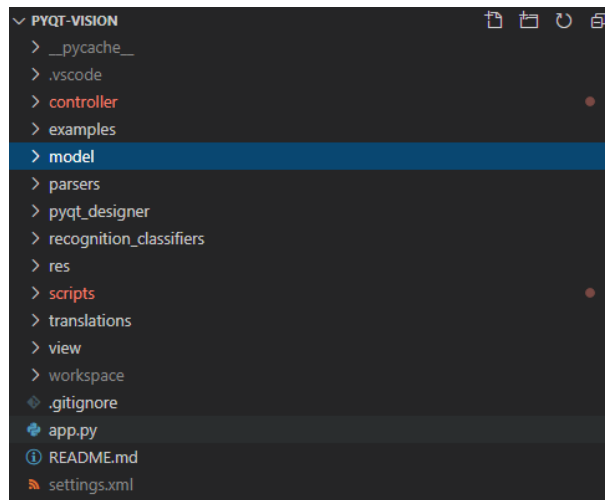 PYQT-VISION
__pycache__
.vscode
controller
examples
model
parsers
pyqt_designer
recognition_classifiers
res
scripts
translations
view
workspace
.gitignore
app.py
README.md
settings.xml